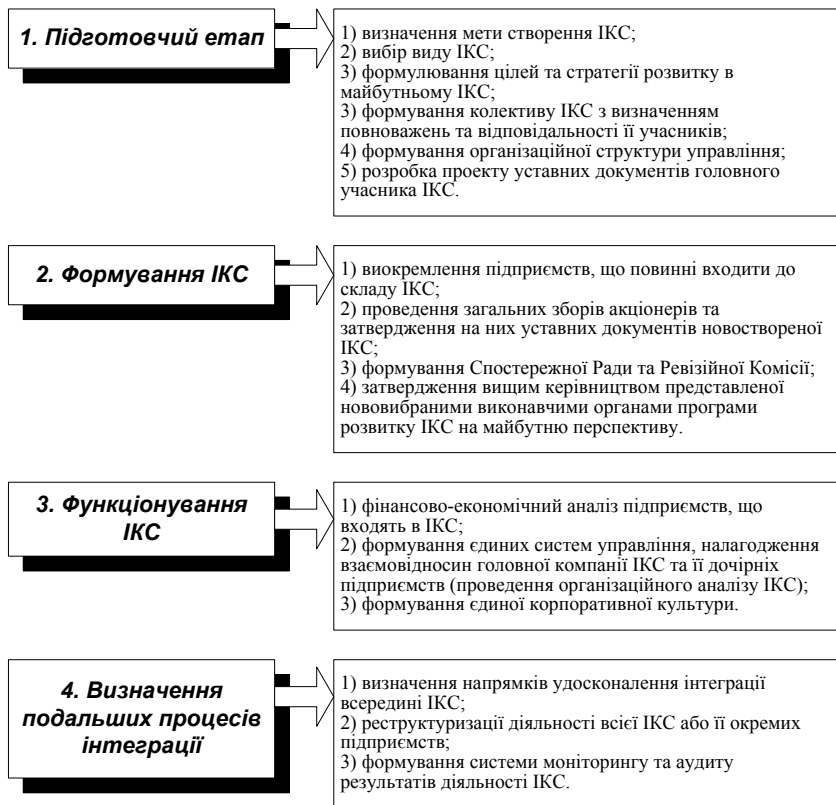 1. Підготовчий етап
1) визначення мети створення ІКС;
2) вибір виду ІКС;
3) формулювання цілей та стратегії розвитку в
майбутньому ІКС;
3) формування колективу ІКС з визначенням
повноважень та відповідальності її учасників;
4) формування організаційної структури управління;
5) розробка проекту уставних документів головного
учасника ІКС.
2. Формування ІКС
1) виокремлення підприємств, що повинні входити до
складу ІКС;
2) проведення загальних зборів акціонерів та
затвердження на них уставних документів новоствореної
ІКС;
3) формування Спостережної Ради та Ревізійної Комісії;
4) затвердження вищим керівництвом представленої
нововибраними виконавчими органами програми
розвитку ІКС на майбутню перспективу.
3. Функціонування
ІКС
1) фінансово-економічний аналіз підприємств, що
входять в ІКС;
2) формування єдиних систем управління, налагодження
взаємовідносин головної компанії ІКС та її дочірніх
підприємств (проведення організаційного аналізу ІКС);
3) формування єдиної корпоративної культури.
4. Визначення
подальших процесів
інтеграції
1) визначення напрямків удосконалення інтеграції
всередині ІКС;
2) реструктуризації діяльності всієї ІКС або її окремих
підприємств;
3) формування системи моніторингу та аудиту
результатів діяльності ІКС.